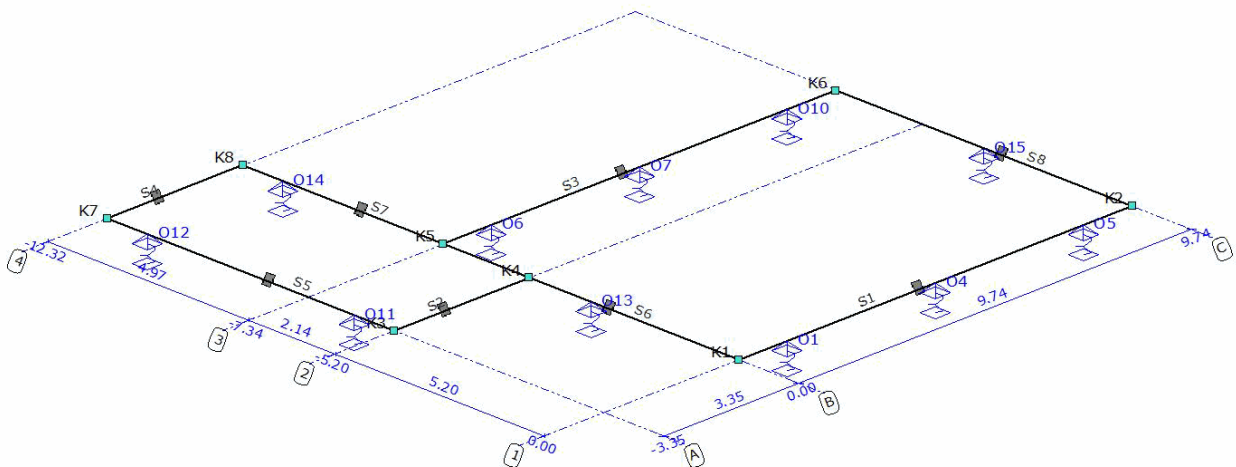 K6
O10
O15
S8
K8
O7
S3
K2
S4
O14
S7
K7
O6
O5
K5
O12
K4
C
9.74
-12.32
4
4.97
S5
S2
O13
S6
S1
O4
9.74
O11
K3
-7.34
3
2.14
K1
O1
-5.20
2
5.20
3.35
0.00
B
0.00
1
-3.35
A